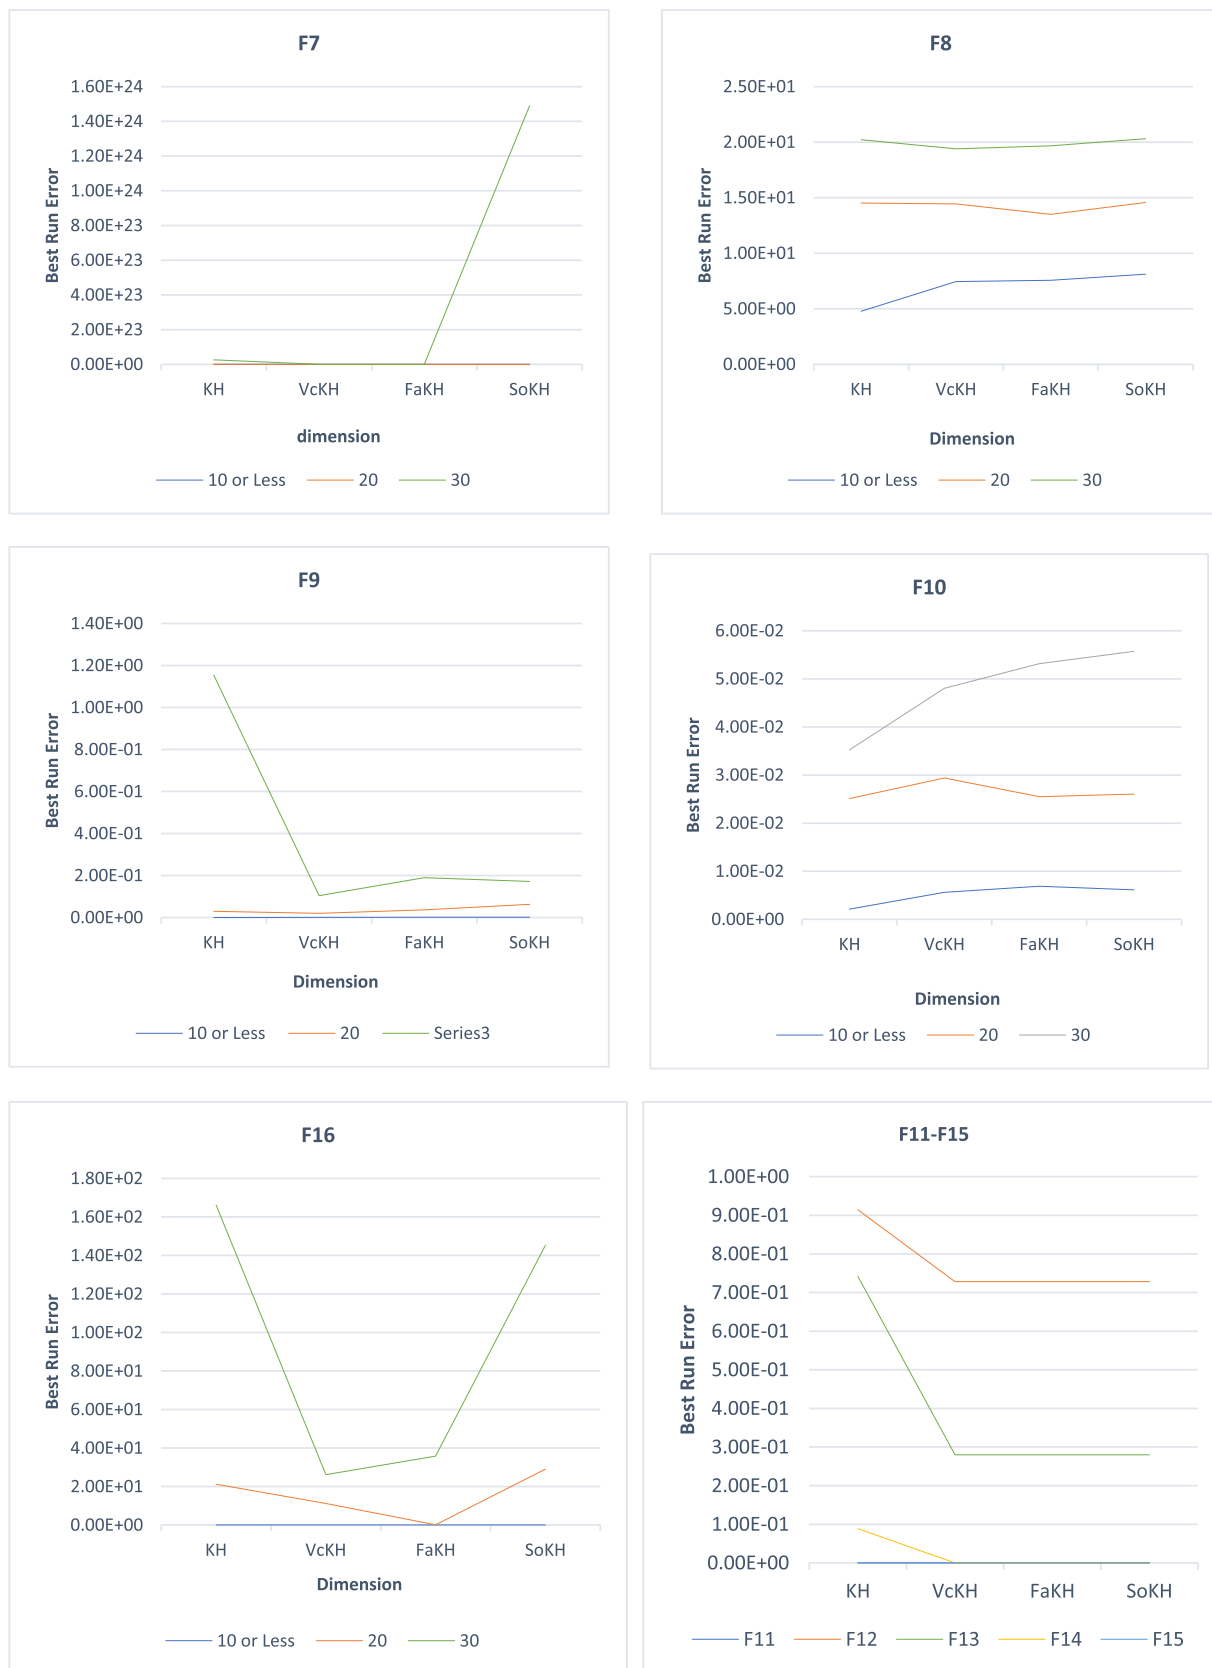 F7
1.60E+24
1.40E+24
1.20E+24
1.00E+24
8.00E+23
6.00E+23
4.00E+23
2.00E+23
0.00E+00
Best Run Error
KH VcKH FaKH SoKH
dimension
10 or Less 20 30
F8
2.50E+01
2.00E+01
1.50E+01
1.00E+01
5.00E+00
0.00E+00
Best Run Error
KH VcKH FaKH SoKH
Dimension
10 or Less 20 30
F9
1.40E+00
1.20E+00
1.00E+00
8.00E-01
6.00E-01
4.00E-01
2.00E-01
0.00E+00
Best Run Error
KH VcKH FaKH SoKH
Dimension
10 or Less 20 Series3
F10
6.00E-02
5.00E-02
4.00E-02
3.00E-02
2.00E-02
1.00E-02
0.00E+00
Best Run Error
KH VcKH FaKH SoKH
Dimension
10 or Less 20 30
F16
1.80E+02
1.60E+02
1.40E+02
1.20E+02
1.00E+02
8.00E+01
6.00E+01
4.00E+01
2.00E+01
0.00E+00
Best Run Error
KH VcKH FaKH SoKH
Dimension
10 or Less 20 30
F11-F15
1.00E+00
9.00E-01
8.00E-01
7.00E-01
6.00E-01
5.00E-01
4.00E-01
3.00E-01
2.00E-01
1.00E-01
0.00E+00
Best Run Error
KH VcKH FaKH SoKH
F11 F12 F13 F14 F15